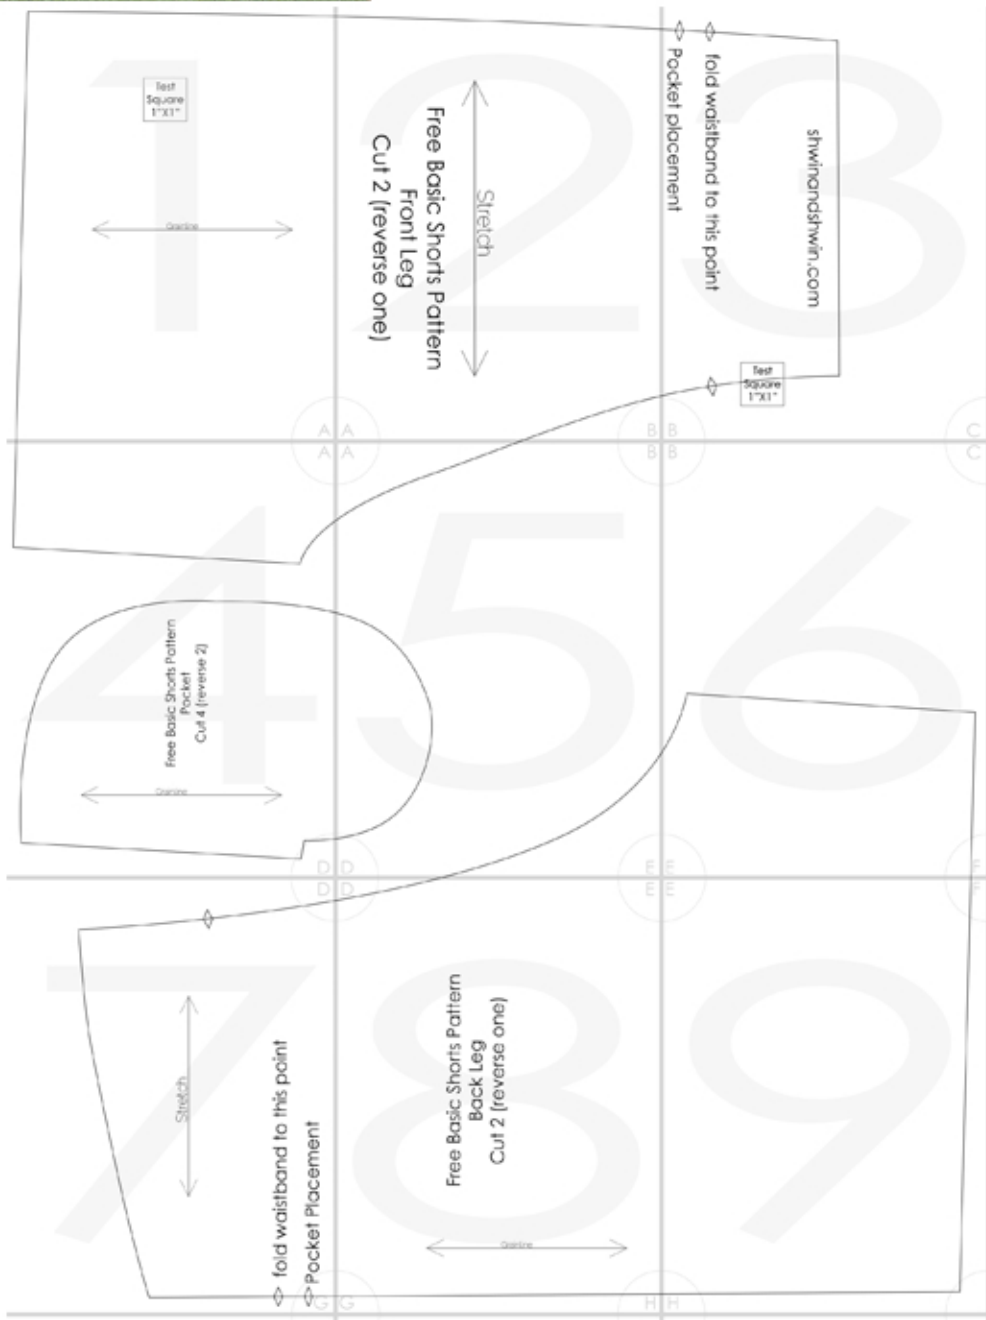 1
2
3
Test
Square
1"X1"
Grainline
Free Basic Shorts Pattern
Front Leg
Cut 2 (reverse one)
Stretch
Pocket placement
fold waistband to this point
shwinandshwin.com
Test
Square
1"X1"
A A
A A
B B
B B
C
C
4
5
6
Free Basic Shorts Pattern
Pocket
Cut 4 (reverse 2)
Grainline
D D
D D
E E
E E
F
F
7
8
9
Stretch
fold waistband to this point
Pocket Placement
Free Basic Shorts Pattern
Back Leg
Cut 2 (reverse one)
Grainline
G G
H H